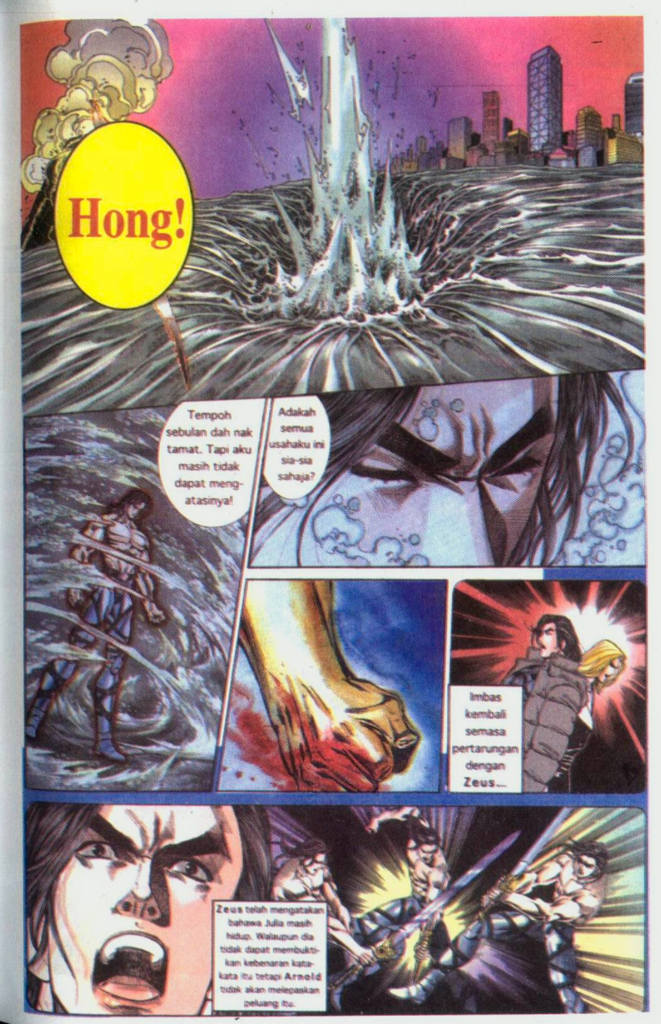 Hong!
Tempoh
sebulan dah nak
tamat. Tapi aku
masih tidak
dapat meng-
atasinya!
Adakah
semua
usahaku ini
sia-sia
sahaja?
Imbas
kembali
semasa
pertarungan
dengan
Zeus...
Zeus telah mengatakan
bahawa Julia masih
hidup. Walaupun dia
tidak dapat membukti-
kan kebenaran kata-
kata itu tetapi Arnold
tidak akan melepaskan
peluang itu.